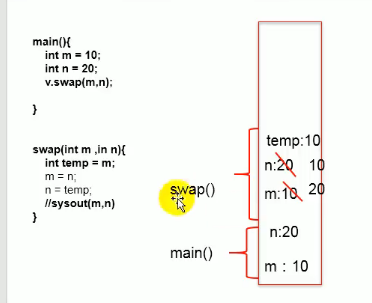 main(){
int m = 10;
int n = 20;
v.swap(m,n);
}
swap(int m ,in n){
int temp = m;
m = n;
n = temp;
//sysout(m,n)
}
swap()
main()
temp:10
n:20 10
m:10 20
n:20
m : 10